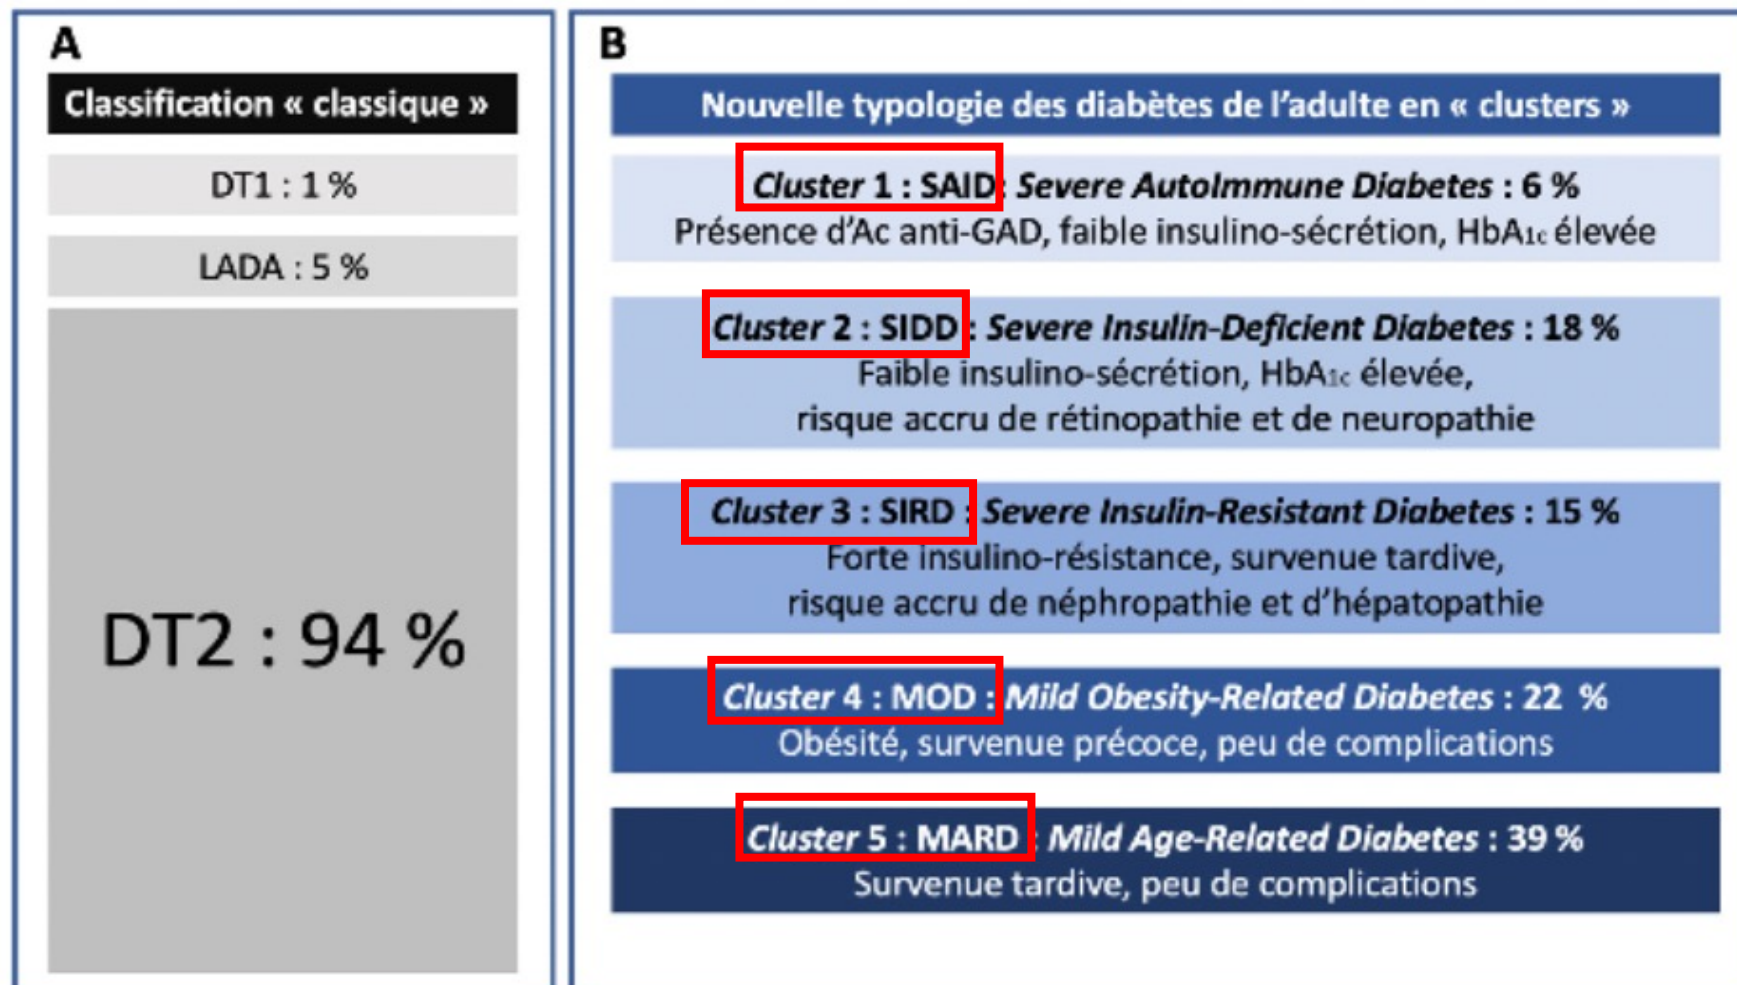 A
Classification « classique »
DT1 : 1 %
LADA : 5 %
DT2 : 94 %
B
Nouvelle typologie des diabètes de l’adulte en « clusters »
Cluster 1 : SAID : Severe AutoImmune Diabetes : 6 %
Présence d’Ac anti-GAD, faible insulino-sécrétion, HbA1c élevée
Cluster 2 : SIDD : Severe Insulin-Deficient Diabetes : 18 %
Faible insulino-sécrétion, HbA1c élevée,
risque accru de rétinopathie et de neuropathie
Cluster 3 : SIRD : Severe Insulin-Resistant Diabetes : 15 %
Forte insulino-résistance, survenue tardive,
risque accru de néphropathie et d’hépatopathie
Cluster 4 : MOD : Mild Obesity-Related Diabetes : 22 %
Obésité, survenue précoce, peu de complications
Cluster 5 : MARD : Mild Age-Related Diabetes : 39 %
Survenue tardive, peu de complications